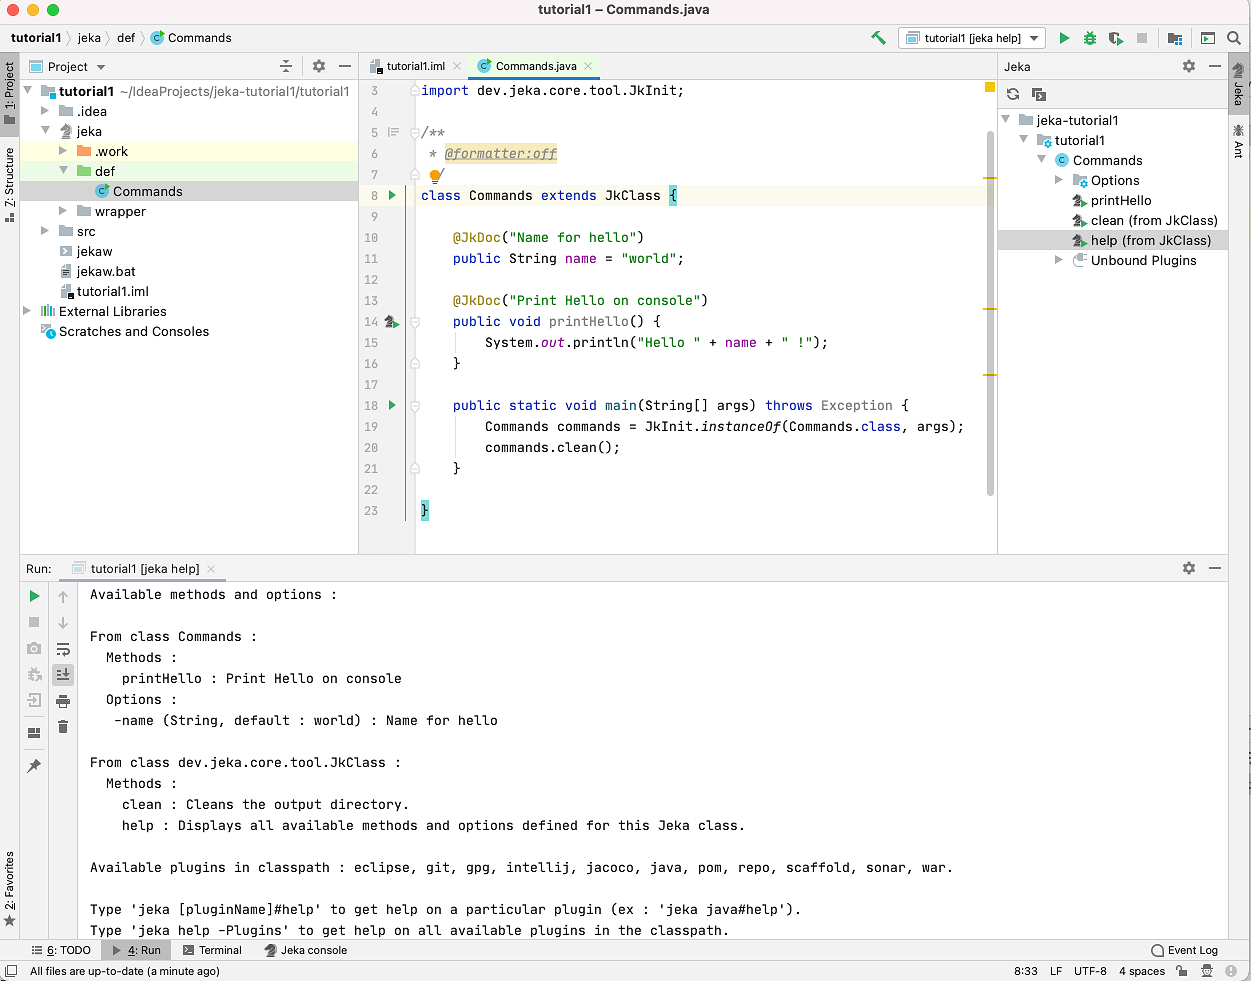 tutorial1 – Commands.java
tutorial1 jeka def Commands
tutorial1 [jeka help]
Project
tutorial1.iml
Commands.java
Jeka
1: Project
Z: Structure
2: Favorites
tutorial1 ~/IdeaProjects/jeka-tutorial1/tutorial1
.idea
jeka
.work
def
Commands
wrapper
src
jekaw
jekaw.bat
tutorial1.iml
External Libraries
Scratches and Consoles
3 import dev.jeka.core.tool.JkInit;
4
5 /**
6 * @formatter:off
7 */
8 class Commands extends JkClass {
9
10 @JkDoc("Name for hello")
11 public String name = "world";
12
13 @JkDoc("Print Hello on console")
14 public void printHello() {
15 System.out.println("Hello " + name + " !");
16 }
17
18 public static void main(String[] args) throws Exception {
19 Commands commands = JkInit.instanceOf(Commands.class, args);
20 commands.clean();
21 }
22
23 }
jeka-tutorial1
tutorial1
Commands
Options
printHello
clean (from JkClass)
help (from JkClass)
Unbound Plugins
Jeka
Ant
Run: tutorial1 [jeka help]
Available methods and options :
From class Commands :
Methods :
printHello : Print Hello on console
Options :
-name (String, default : world) : Name for hello
From class dev.jeka.core.tool.JkClass :
Methods :
clean : Cleans the output directory.
help : Displays all available methods and options defined for this Jeka class.
Available plugins in classpath : eclipse, git, gpg, intellij, jacoco, java, pom, repo, scaffold, sonar, war.
Type 'jeka [pluginName]#help' to get help on a particular plugin (ex : 'jeka java#help').
Type 'jeka help -Plugins' to get help on all available plugins in the classpath.
6: TODO 4: Run Terminal Jeka console Event Log
All files are up-to-date (a minute ago) 8:33 LF UTF-8 4 spaces